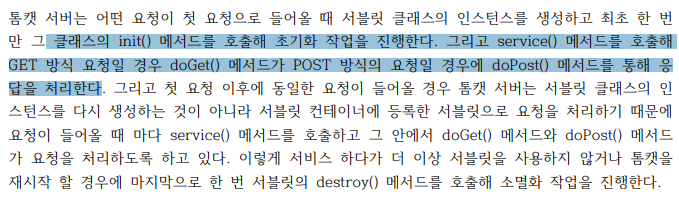 톰캣 서버는 어떤 요청이 첫 요청으로 들어올 때 서블릿 클래스의 인스턴스를 생성하고 최초 한 번
만 그 클래스의 init() 메서드를 호출해 초기화 작업을 진행한다. 그리고 service() 메서드를 호출해
GET 방식 요청일 경우 doGet() 메서드가 POST 방식의 요청일 경우에 doPost() 메서드를 통해 응
답을 처리한다. 그리고 첫 요청 이후에 동일한 요청이 들어올 경우 톰캣 서버는 서블릿 클래스의 인
스턴스를 다시 생성하는 것이 아니라 서블릿 컨테이너에 등록한 서블릿으로 요청을 처리하기 때문에
요청이 들어올 때 마다 service() 메서드를 호출하고 그 안에서 doGet() 메서드와 doPost() 메서드
가 요청을 처리하도록 하고 있다. 이렇게 서비스 하다가 더 이상 서블릿을 사용하지 않거나 톰캣을
재시작 할 경우에 마지막으로 한 번 서블릿의 destroy() 메서드를 호출해 소멸화 작업을 진행한다.